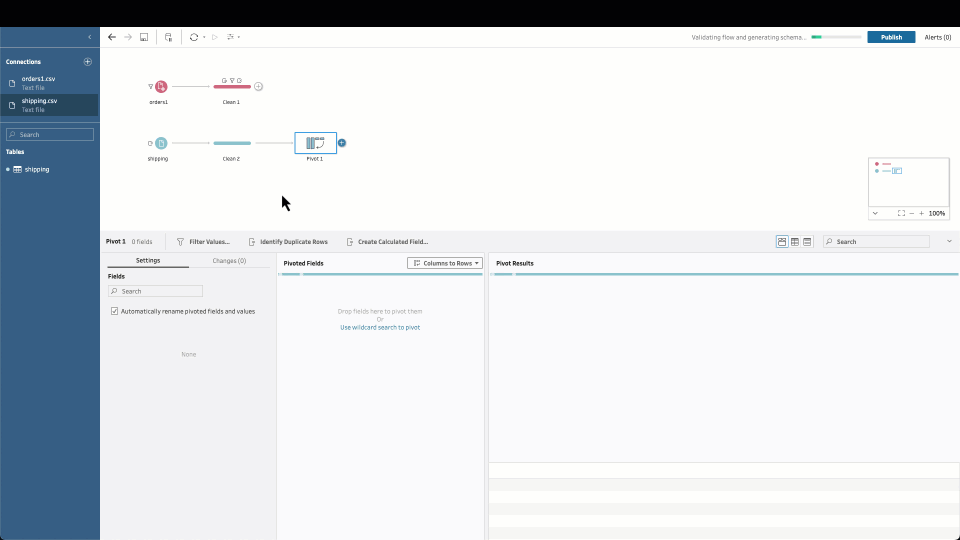 Validating flow and generating schema...
Publish
Alerts (0)
Connections
orders1.csv
Text file
shipping.csv
Text file
Search
Tables
shipping
orders1
Clean 1
shipping
Clean 2
Pivot 1
100%
Pivot 1 0 fields
Filter Values...
Identify Duplicate Rows
Create Calculated Field...
Search
Settings
Changes (0)
Fields
Search
Automatically rename pivoted fields and values
None
Pivoted Fields
Columns to Rows
Drop fields here to pivot them
Or
Use wildcard search to pivot
Pivot Results